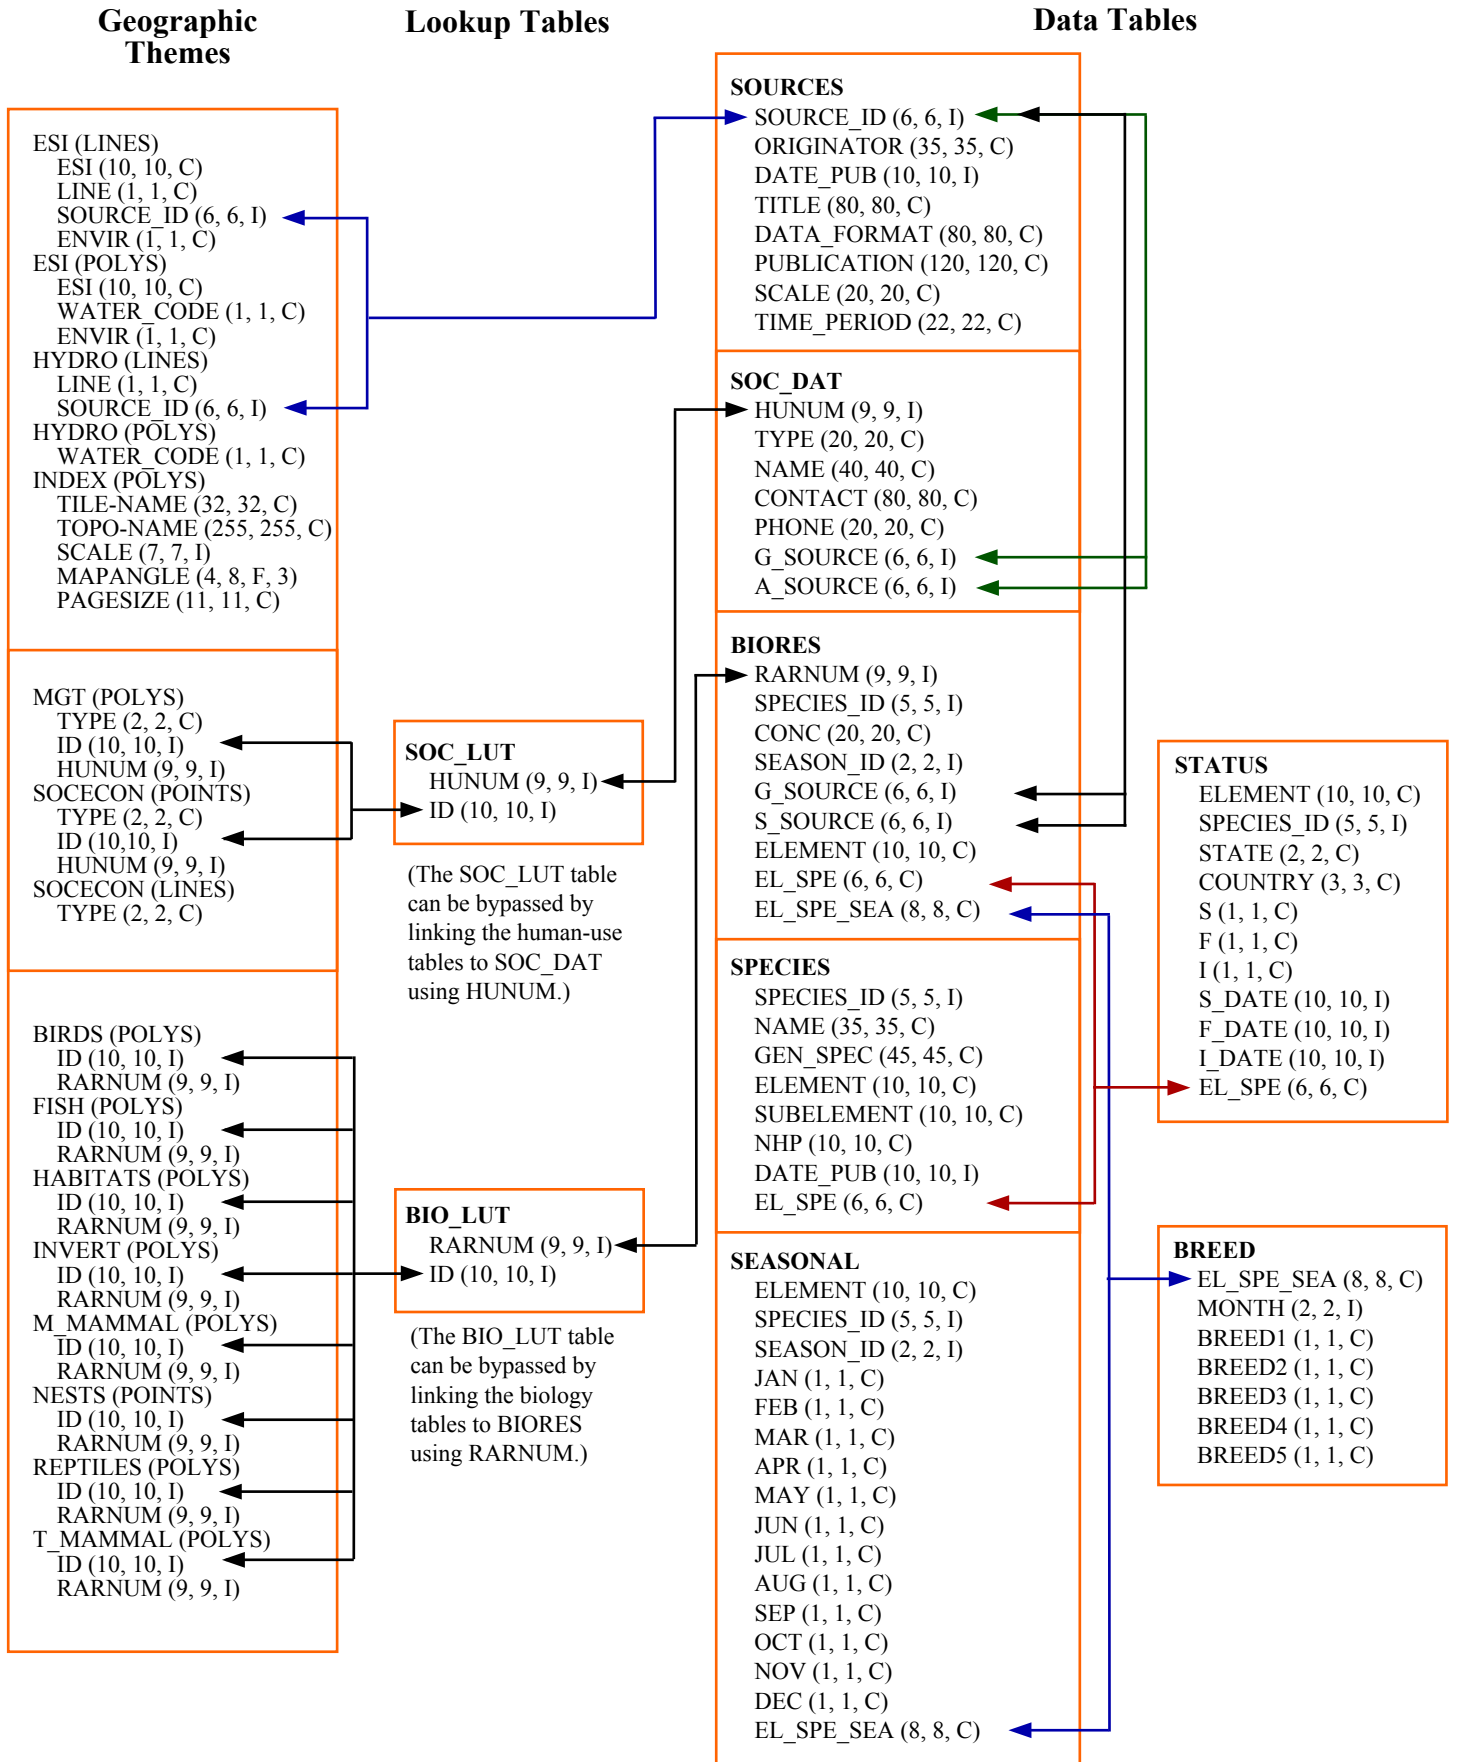 Geographic
Themes
Lookup Tables
Data Tables
ESI (LINES)
ESI (10, 10, C)
LINE (1, 1, C)
SOURCE_ID (6, 6, I)
ENVIR (1, 1, C)
ESI (POLYS)
ESI (10, 10, C)
WATER_CODE (1, 1, C)
ENVIR (1, 1, C)
HYDRO (LINES)
LINE (1, 1, C)
SOURCE_ID (6, 6, I)
HYDRO (POLYS)
WATER_CODE (1, 1, C)
INDEX (POLYS)
TILE-NAME (32, 32, C)
TOPO-NAME (255, 255, C)
SCALE (7, 7, I)
MAPANGLE (4, 8, F, 3)
PAGESIZE (11, 11, C)
MGT (POLYS)
TYPE (2, 2, C)
ID (10, 10, I)
HUNUM (9, 9, I)
SOCECON (POINTS)
TYPE (2, 2, C)
ID (10,10, I)
HUNUM (9, 9, I)
SOCECON (LINES)
TYPE (2, 2, C)
BIRDS (POLYS)
ID (10, 10, I)
RARNUM (9, 9, I)
FISH (POLYS)
ID (10, 10, I)
RARNUM (9, 9, I)
HABITATS (POLYS)
ID (10, 10, I)
RARNUM (9, 9, I)
INVERT (POLYS)
ID (10, 10, I)
RARNUM (9, 9, I)
M_MAMMAL (POLYS)
ID (10, 10, I)
RARNUM (9, 9, I)
NESTS (POINTS)
ID (10, 10, I)
RARNUM (9, 9, I)
REPTILES (POLYS)
ID (10, 10, I)
RARNUM (9, 9, I)
T_MAMMAL (POLYS)
ID (10, 10, I)
RARNUM (9, 9, I)
SOC_LUT
HUNUM (9, 9, I)
ID (10, 10, I)
(The SOC_LUT table
can be bypassed by
linking the human-use
tables to SOC_DAT
using HUNUM.)
BIO_LUT
RARNUM (9, 9, I)
ID (10, 10, I)
(The BIO_LUT table
can be bypassed by
linking the biology
tables to BIORES
using RARNUM.)
SOURCES
SOURCE_ID (6, 6, I)
ORIGINATOR (35, 35, C)
DATE_PUB (10, 10, I)
TITLE (80, 80, C)
DATA_FORMAT (80, 80, C)
PUBLICATION (120, 120, C)
SCALE (20, 20, C)
TIME_PERIOD (22, 22, C)
SOC_DAT
HUNUM (9, 9, I)
TYPE (20, 20, C)
NAME (40, 40, C)
CONTACT (80, 80, C)
PHONE (20, 20, C)
G_SOURCE (6, 6, I)
A_SOURCE (6, 6, I)
BIORES
RARNUM (9, 9, I)
SPECIES_ID (5, 5, I)
CONC (20, 20, C)
SEASON_ID (2, 2, I)
G_SOURCE (6, 6, I)
S_SOURCE (6, 6, I)
ELEMENT (10, 10, C)
EL_SPE (6, 6, C)
EL_SPE_SEA (8, 8, C)
SPECIES
SPECIES_ID (5, 5, I)
NAME (35, 35, C)
GEN_SPEC (45, 45, C)
ELEMENT (10, 10, C)
SUBELEMENT (10, 10, C)
NHP (10, 10, C)
DATE_PUB (10, 10, I)
EL_SPE (6, 6, C)
SEASONAL
ELEMENT (10, 10, C)
SPECIES_ID (5, 5, I)
SEASON_ID (2, 2, I)
JAN (1, 1, C)
FEB (1, 1, C)
MAR (1, 1, C)
APR (1, 1, C)
MAY (1, 1, C)
JUN (1, 1, C)
JUL (1, 1, C)
AUG (1, 1, C)
SEP (1, 1, C)
OCT (1, 1, C)
NOV (1, 1, C)
DEC (1, 1, C)
EL_SPE_SEA (8, 8, C)
STATUS
ELEMENT (10, 10, C)
SPECIES_ID (5, 5, I)
STATE (2, 2, C)
COUNTRY (3, 3, C)
S (1, 1, C)
F (1, 1, C)
I (1, 1, C)
S_DATE (10, 10, I)
F_DATE (10, 10, I)
I_DATE (10, 10, I)
EL_SPE (6, 6, C)
BREED
EL_SPE_SEA (8, 8, C)
MONTH (2, 2, I)
BREED1 (1, 1, C)
BREED2 (1, 1, C)
BREED3 (1, 1, C)
BREED4 (1, 1, C)
BREED5 (1, 1, C)